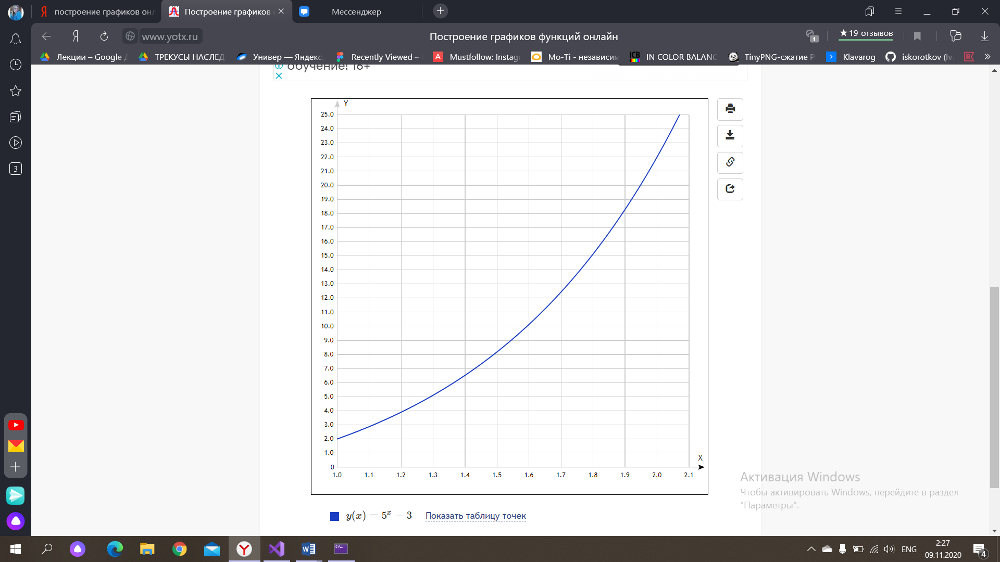 построение графиков онл
Построение графиков
Мессенджер
www.yotx.ru
Построение графиков функций онлайн
1
★19 отзывов
Лекции – Google
ТРЕКУСЫ НАСЛЕД
Универ — Яндекс.
Recently Viewed –
Mustfollow: Instag
Mo-Ti - независим
IN COLOR BALANC
TinyPNG-сжатие P
Klavarog
iskorotkov (Iv
обучение! 18+
3
Y
25.0
24.0
23.0
22.0
21.0
20.0
19.0
18.0
17.0
16.0
15.0
14.0
13.0
12.0
11.0
10.0
9.0
8.0
7.0
6.0
5.0
4.0
3.0
2.0
1.0
0
X
1.0 1.1 1.2 1.3 1.4 1.5 1.6 1.7 1.8 1.9 2.0 2.1
y(x) = 5ˣ − 3 Показать таблицу точек
Активация Windows
Чтобы активировать Windows, перейдите в раздел
"Параметры".
ENG
2:27
09.11.2020
4